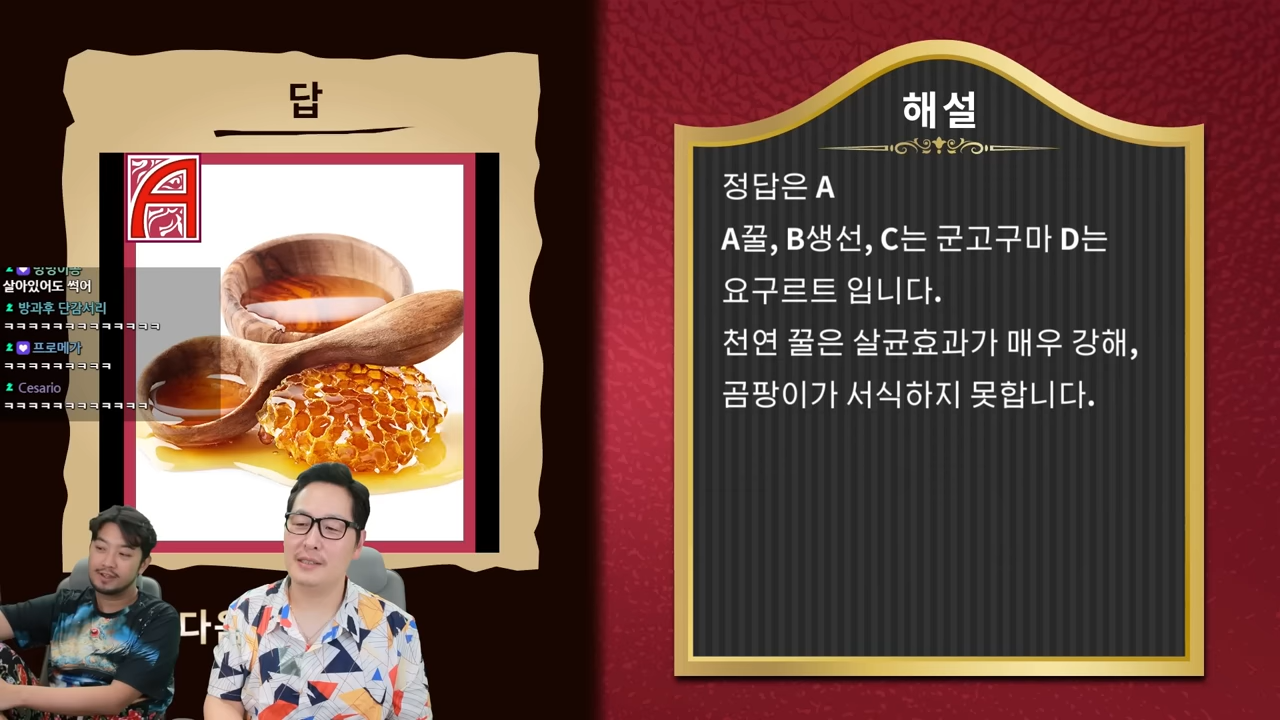 답
A
살아있어도 썩어
방과후 단감서리
ㅋㅋㅋㅋㅋㅋㅋㅋㅋㅋㅋㅋㅋ
프로메가
ㅋㅋㅋㅋㅋㅋㅋㅋㅋ
Cesario
ㅋㅋㅋㅋㅋㅋㅋㅋㅋㅋㅋㅋ
해설
정답은 A
A꿀, B생선, C는 군고구마 D는
요구르트 입니다.
천연 꿀은 살균효과가 매우 강해,
곰팡이가 서식하지 못합니다.